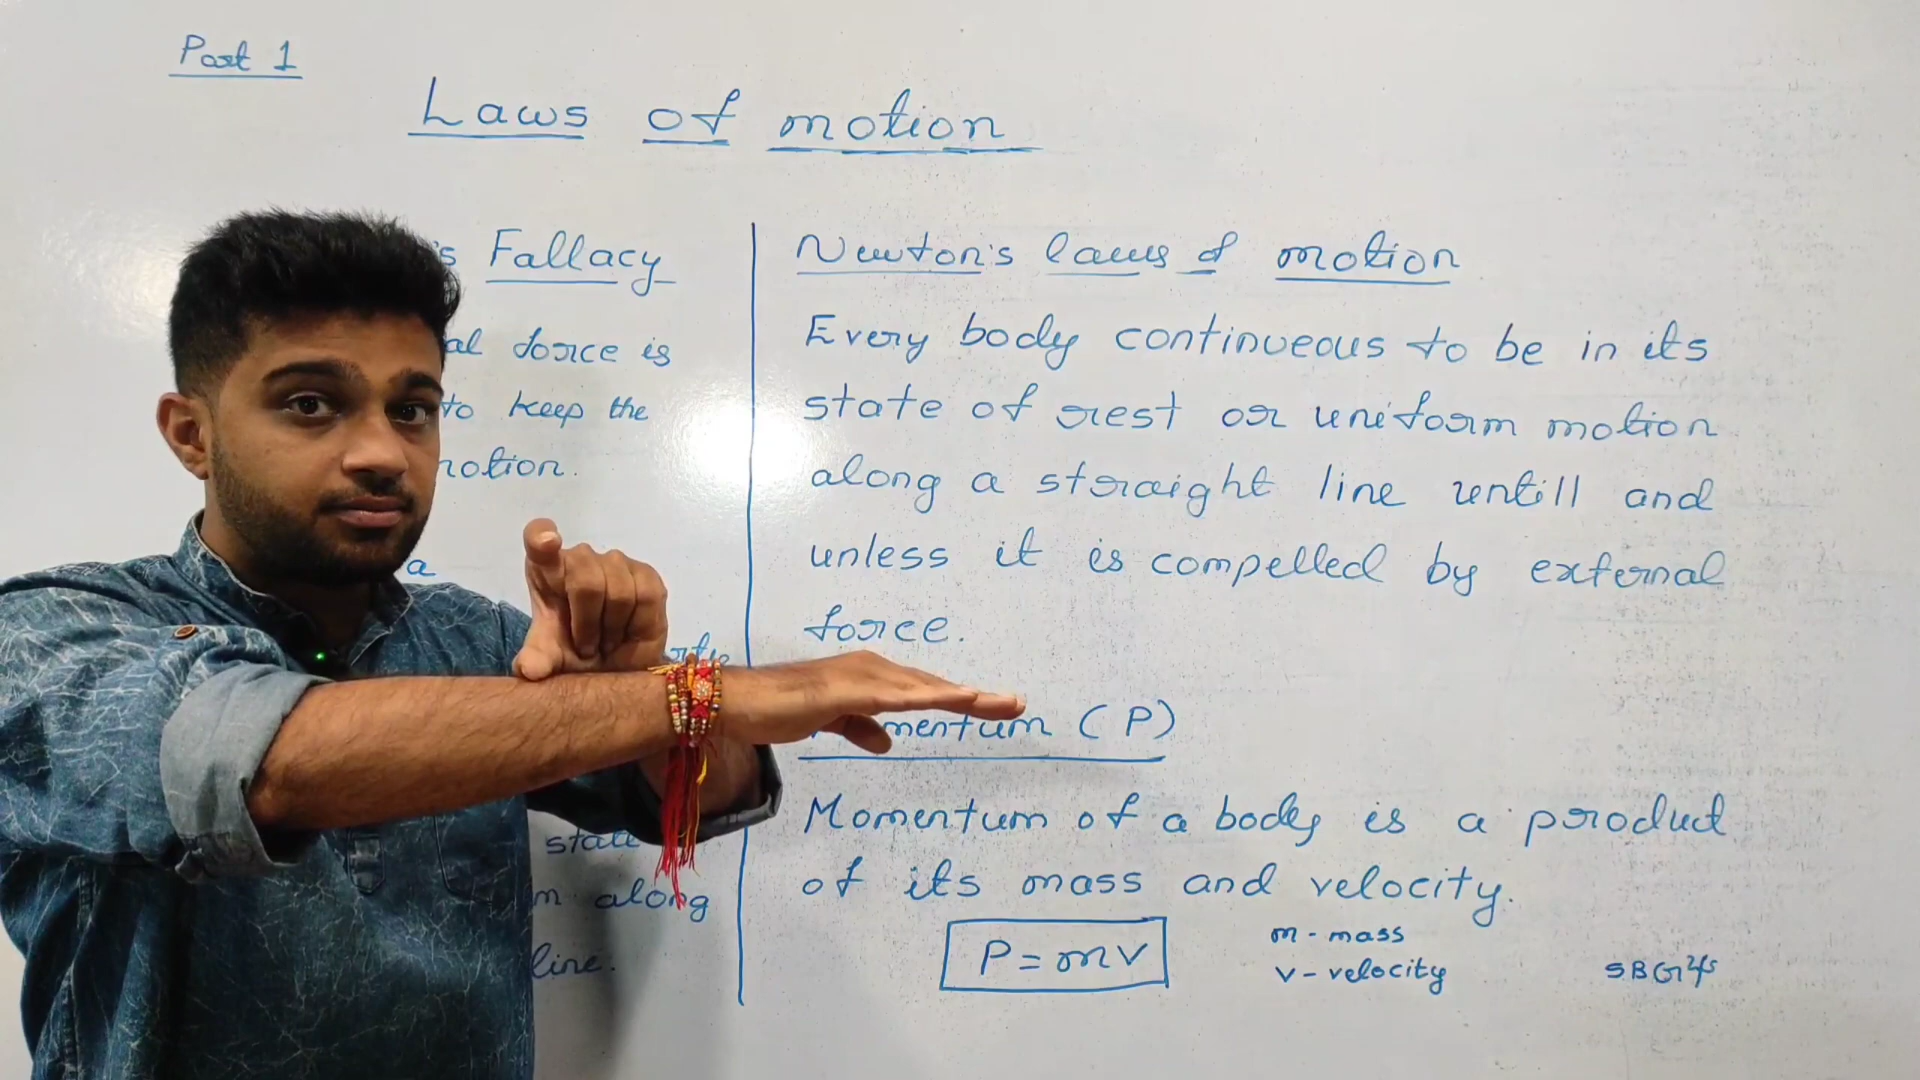 Part 1
Laws of motion
's Fallacy
al force is
to keep the
motion.
a
state
m along
line.
Newton's laws of motion
Every body continueous to be in its
state of rest or uniform motion
along a straight line untill and
unless it is compelled by external
force.
mentum (P)
Momentum of a body is a product
of its mass and velocity.
P = mv
m - mass
v - velocity